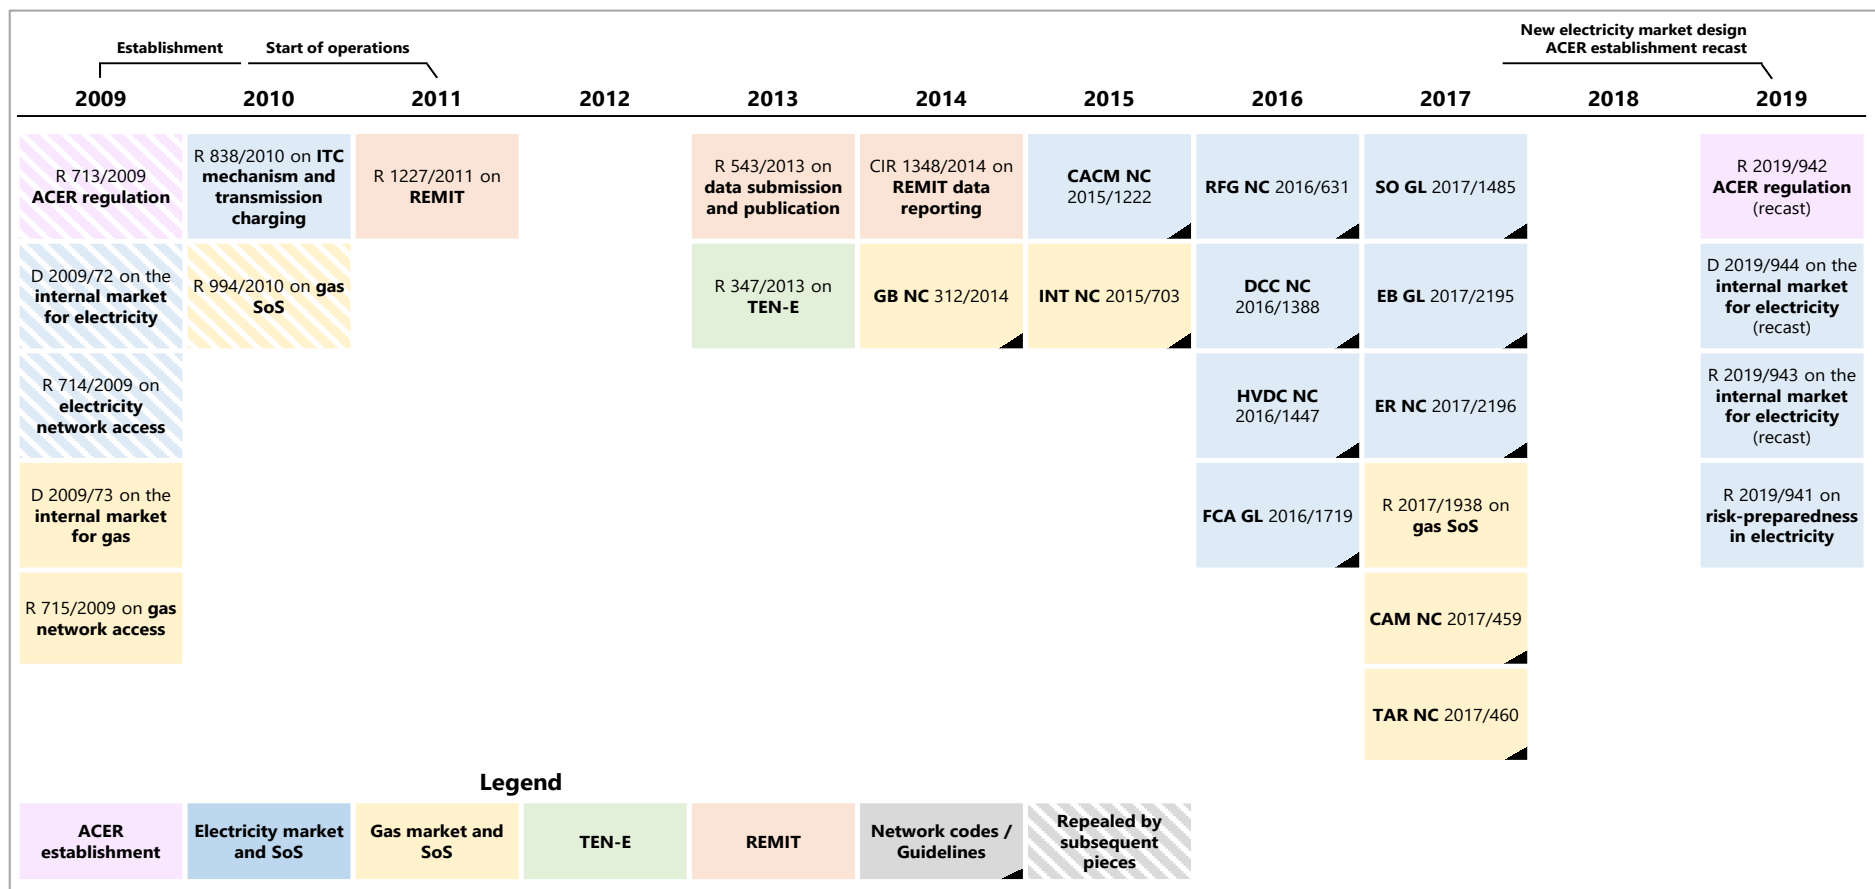 Establishment
Start of operations
New electricity market design
ACER establishment recast
2009
2010
2011
2012
2013
2014
2015
2016
2017
2018
2019
R 713/2009
ACER regulation
D 2009/72 on the
internal market
for electricity
R 714/2009 on
electricity
network access
D 2009/73 on the
internal market
for gas
R 715/2009 on gas
network access
R 838/2010 on ITC
mechanism and
transmission
charging
R 994/2010 on gas
SoS
R 1227/2011 on
REMIT
R 543/2013 on
data submission
and publication
R 347/2013 on
TEN-E
CIR 1348/2014 on
REMIT data
reporting
GB NC 312/2014
CACM NC
2015/1222
INT NC 2015/703
RFG NC 2016/631
DCC NC
2016/1388
HVDC NC
2016/1447
FCA GL 2016/1719
SO GL 2017/1485
EB GL 2017/2195
ER NC 2017/2196
R 2017/1938 on
gas SoS
CAM NC 2017/459
TAR NC 2017/460
R 2019/942
ACER regulation
(recast)
D 2019/944 on the
internal market
for electricity
(recast)
R 2019/943 on the
internal market
for electricity
(recast)
R 2019/941 on
risk-preparedness
in electricity
Legend
ACER
establishment
Electricity market
and SoS
Gas market and
SoS
TEN-E
REMIT
Network codes /
Guidelines
Repealed by
subsequent
pieces